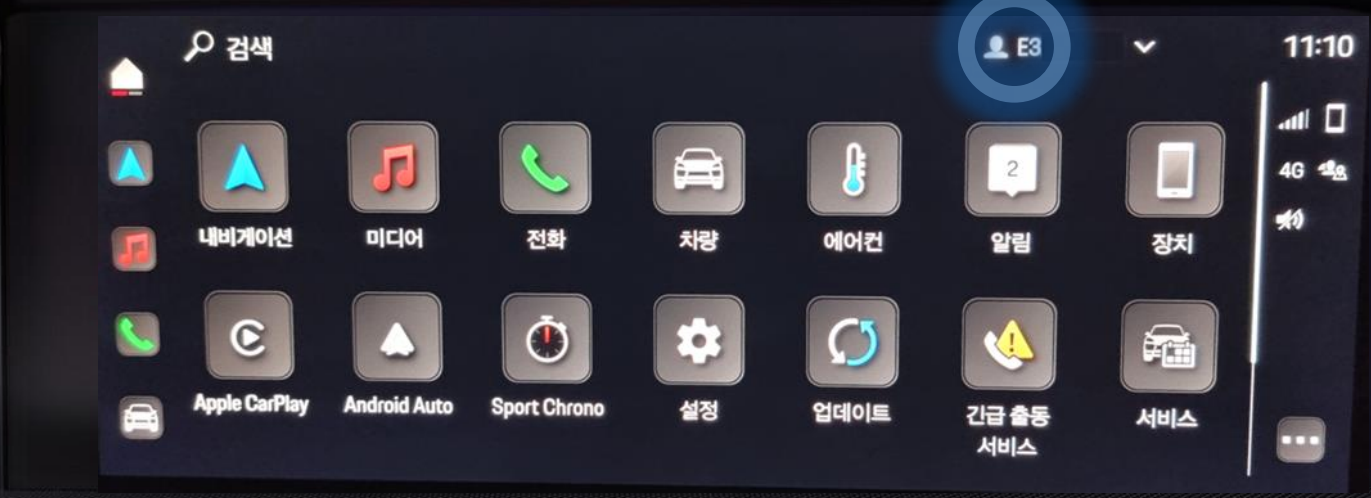 검색
E3
11:10
4G
2
내비게이션
미디어
전화
차량
에어컨
알림
장치
Apple CarPlay
Android Auto
Sport Chrono
설정
업데이트
긴급 출동
서비스
서비스